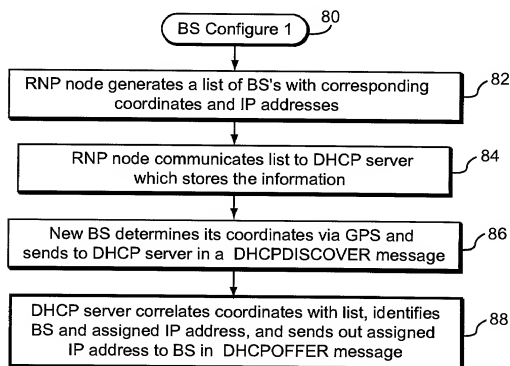 BS Configure 1
80
RNP node generates a list of BS's with corresponding
coordinates and IP addresses
82
RNP node communicates list to DHCP server
which stores the information
84
New BS determines its coordinates via GPS and
sends to DHCP server in a DHCPDISCOVER message
86
DHCP server correlates coordinates with list, identifies
BS and assigned IP address, and sends out assigned
IP address to BS in DHCPOFFER message
88